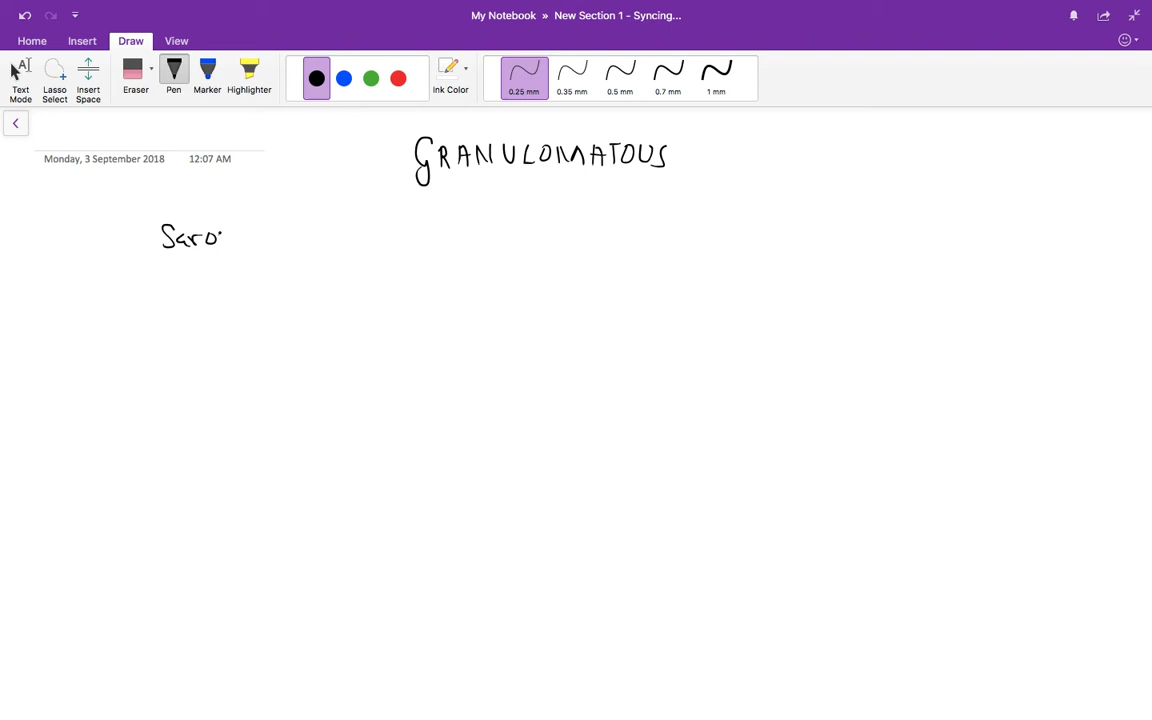 My Notebook » New Section 1 - Syncing...
Home Insert Draw View
Text Mode
Lasso Select
Insert Space
Eraser
Pen
Marker
Highlighter
Ink Color
0.25 mm
0.35 mm
0.5 mm
0.7 mm
1 mm
Monday, 3 September 2018 12:07 AM
GRANULOMATOUS
Saro